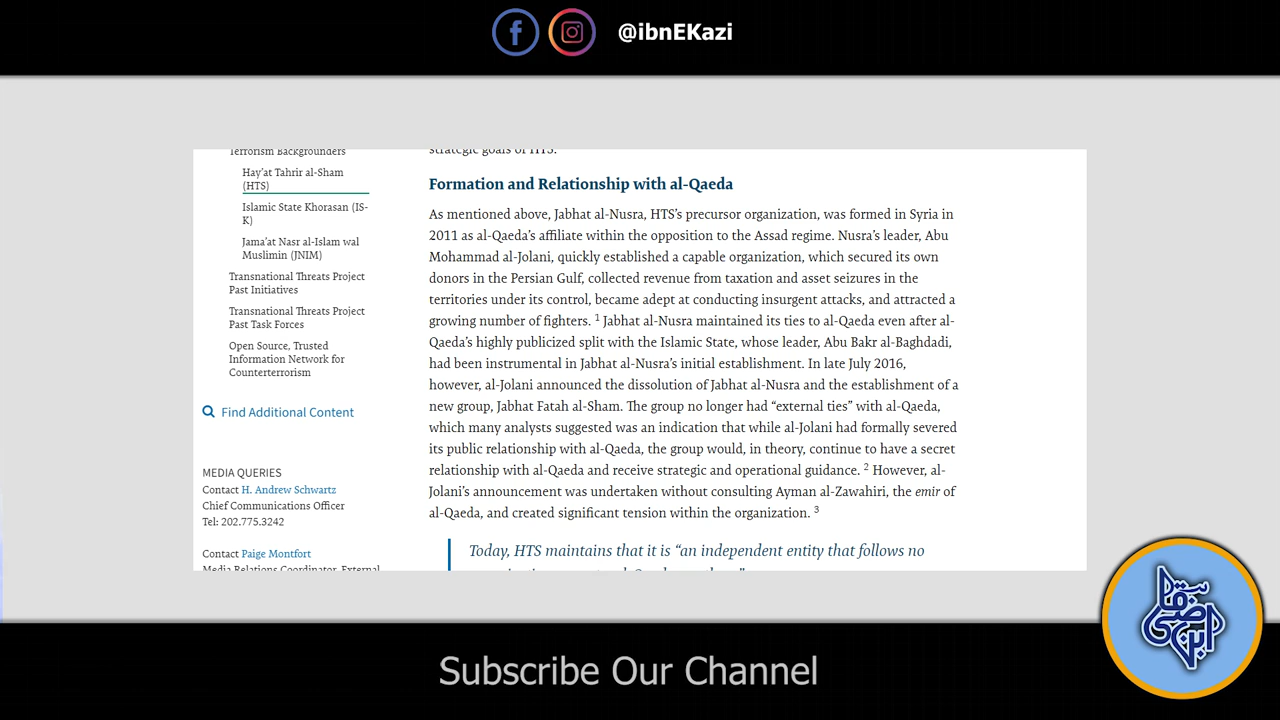 @ibnEKazi
Terrorism Backgrounders
Hay'at Tahrir al-Sham
(HTS)
Islamic State Khorasan (IS-
K)
Jama'at Nasr al-Islam wal
Muslimin (JNIM)
Transnational Threats Project
Past Initiatives
Transnational Threats Project
Past Task Forces
Open Source, Trusted
Information Network for
Counterterrorism
Find Additional Content
MEDIA QUERIES
Contact H. Andrew Schwartz
Chief Communications Officer
Tel: 202.775.3242
Contact Paige Montfort
Media Relations Coordinator, External
strategic goals of HTS.
Formation and Relationship with al-Qaeda
As mentioned above, Jabhat al-Nusra, HTS's precursor organization, was formed in Syria in
2011 as al-Qaeda's affiliate within the opposition to the Assad regime. Nusra's leader, Abu
Mohammad al-Jolani, quickly established a capable organization, which secured its own
donors in the Persian Gulf, collected revenue from taxation and asset seizures in the
territories under its control, became adept at conducting insurgent attacks, and attracted a
growing number of fighters. 1 Jabhat al-Nusra maintained its ties to al-Qaeda even after al-
Qaeda's highly publicized split with the Islamic State, whose leader, Abu Bakr al-Baghdadi,
had been instrumental in Jabhat al-Nusra's initial establishment. In late July 2016,
however, al-Jolani announced the dissolution of Jabhat al-Nusra and the establishment of a
new group, Jabhat Fatah al-Sham. The group no longer had “external ties” with al-Qaeda,
which many analysts suggested was an indication that while al-Jolani had formally severed
its public relationship with al-Qaeda, the group would, in theory, continue to have a secret
relationship with al-Qaeda and receive strategic and operational guidance. 2 However, al-
Jolani's announcement was undertaken without consulting Ayman al-Zawahiri, the emir of
al-Qaeda, and created significant tension within the organization. 3
Today, HTS maintains that it is “an independent entity that follows no
Subscribe Our Channel